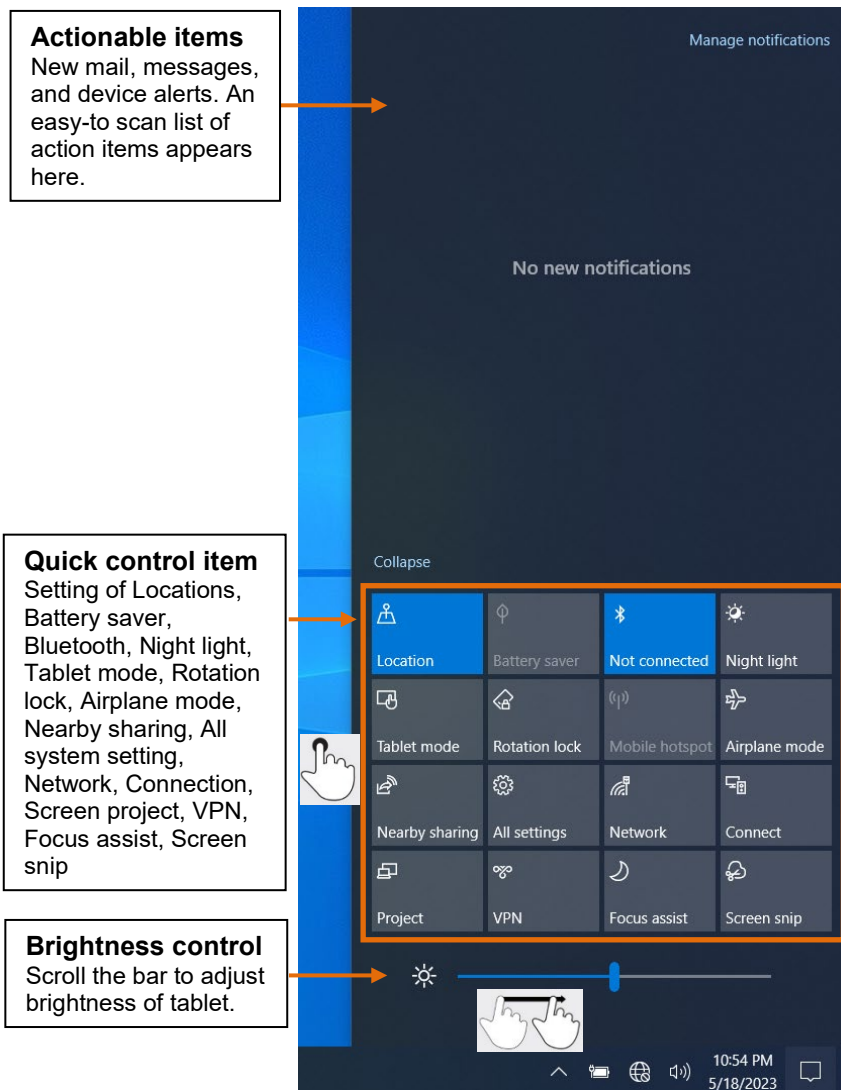 Actionable items
New mail, messages,
and device alerts. An
easy-to scan list of
action items appears
here.
Manage notifications
No new notifications
Collapse
Quick control item
Setting of Locations,
Battery saver,
Bluetooth, Night light,
Tablet mode, Rotation
lock, Airplane mode,
Nearby sharing, All
system setting,
Network, Connection,
Screen project, VPN,
Focus assist, Screen
snip
Location Battery saver Not connected Night light
Tablet mode Rotation lock Mobile hotspot Airplane mode
Nearby sharing All settings Network Connect
Project VPN Focus assist Screen snip
Brightness control
Scroll the bar to adjust
brightness of tablet.
10:54 PM
5/18/2023